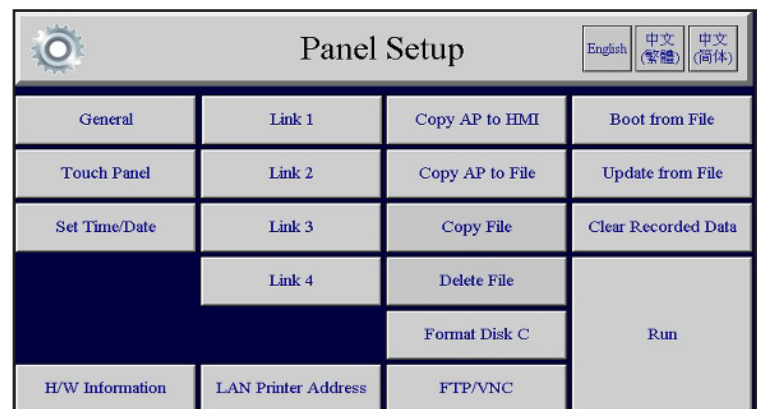 Panel Setup
English
中文
(繁體)
中文
(简体)
General
Link 1
Copy AP to HMI
Boot from File
Touch Panel
Link 2
Copy AP to File
Update from File
Set Time/Date
Link 3
Copy File
Clear Recorded Data
Link 4
Delete File
Format Disk C
Run
H/W Information
LAN Printer Address
FTP/VNC